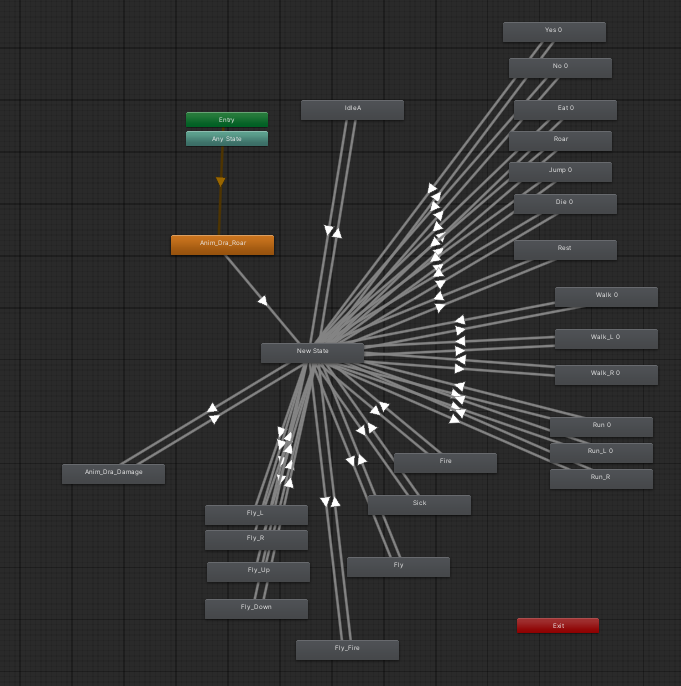 Yes 0
No 0
IdleA
Eat 0
Entry
Any State
Roar
Jump 0
Die 0
Anim_Dra_Roar
Rest
Walk 0
Walk_L 0
New State
Walk_R 0
Run 0
Run_L 0
Fire
Anim_Dra_Damage
Run_R
Sick
Fly_L
Fly_R
Fly
Fly_Up
Fly_Down
Exit
Fly_Fire